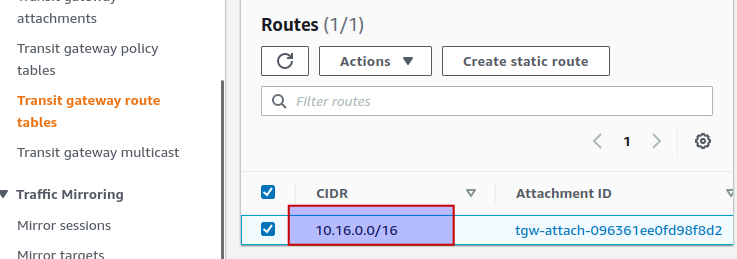 Transit gateway
attachments
Transit gateway policy
tables
Transit gateway route
tables
Transit gateway multicast
Traffic Mirroring
Mirror sessions
Mirror targets
Routes (1/1)
Actions
Create static route
Filter routes
1
CIDR
Attachment ID
10.16.0.0/16
tgw-attach-096361ee0fd98f8d2